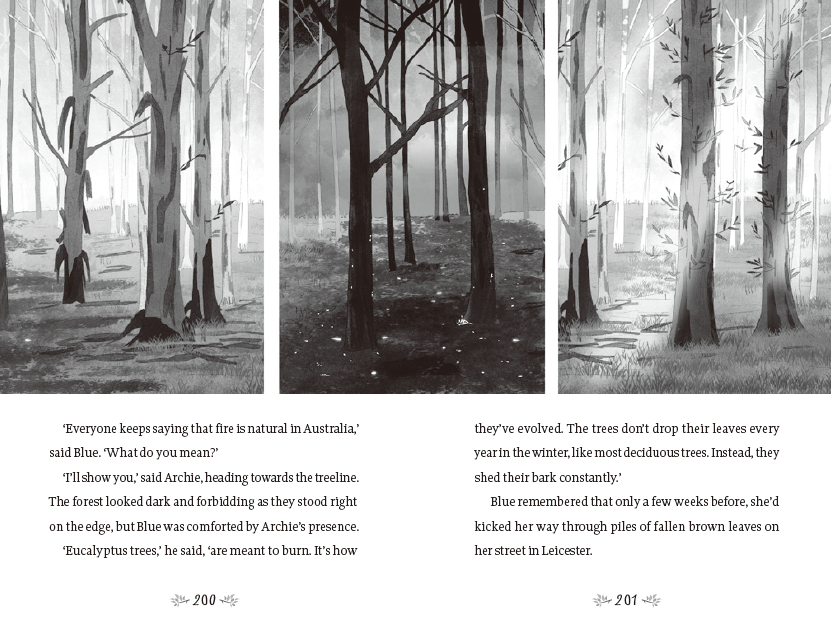 ‘Everyone keeps saying that fire is natural in Australia,’
said Blue. ‘What do you mean?’
‘I’ll show you,’ said Archie, heading towards the treeline.
The forest looked dark and forbidding as they stood right
on the edge, but Blue was comforted by Archie’s presence.
‘Eucalyptus trees,’ he said, ‘are meant to burn. It’s how
200
they’ve evolved. The trees don’t drop their leaves every
year in the winter, like most deciduous trees. Instead, they
shed their bark constantly.’
Blue remembered that only a few weeks before, she’d
kicked her way through piles of fallen brown leaves on
her street in Leicester.
201